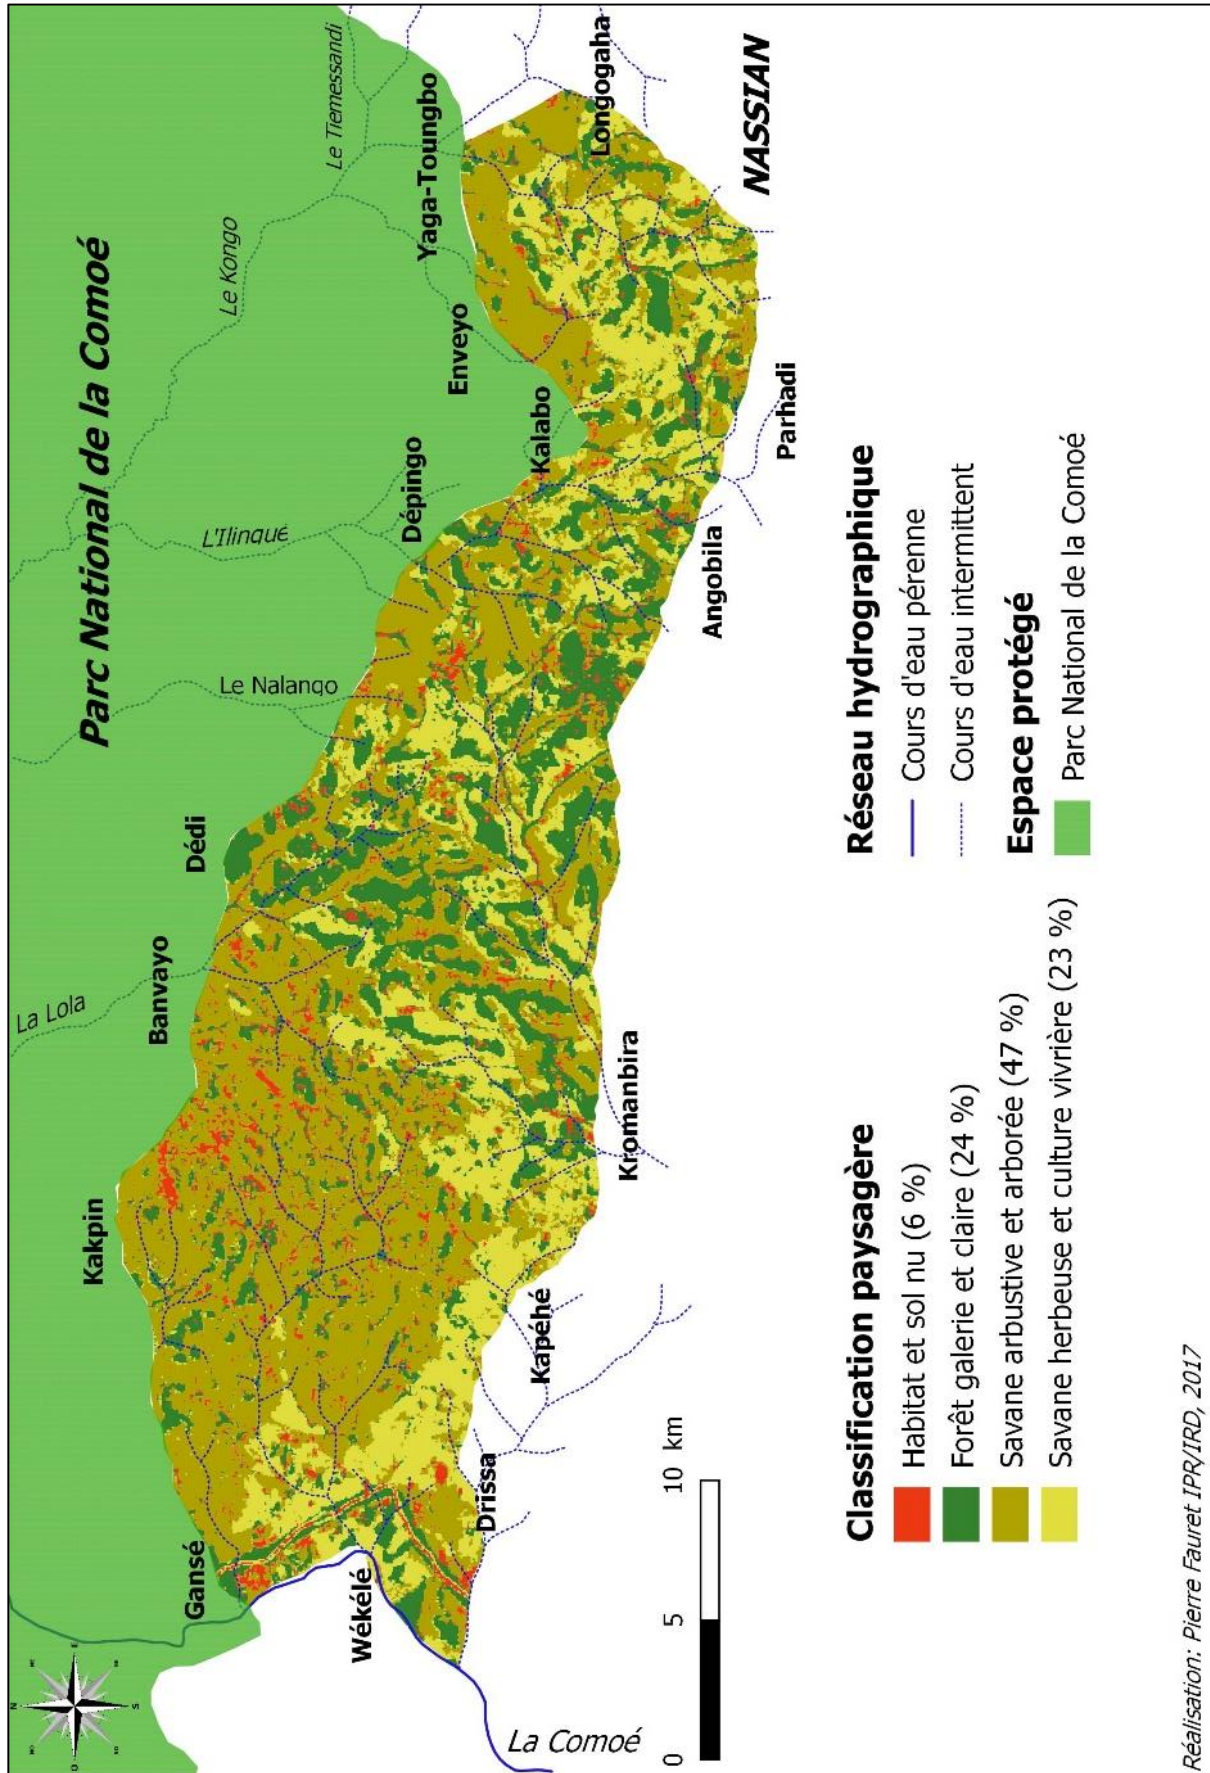 Parc National de la Comoé
Le Tiemessandi
Le Kongo
L'Ilinqué
Le Nalanqo
La Lola
Yaga-Toungbo
Longogaha
NASSIAN
Enveyo
Kalabo
Dépingo
Parhadi
Angobila
Dédi
Banvayo
Kakpin
Kromanbira
Kapéhé
Gansé
Wékélé
Drissa
La Comoé
0 5 10 km
Classification paysagère
Habitat et sol nu (6 %)
Forêt galerie et claire (24 %)
Savane arbustive et arborée (47 %)
Savane herbeuse et culture vivrière (23 %)
Réseau hydrographique
Cours d'eau pérenne
Cours d'eau intermittent
Espace protégé
Parc National de la Comoé
Réalisation: Pierre Fauret IPR/IRD, 2017
N
E
S
O